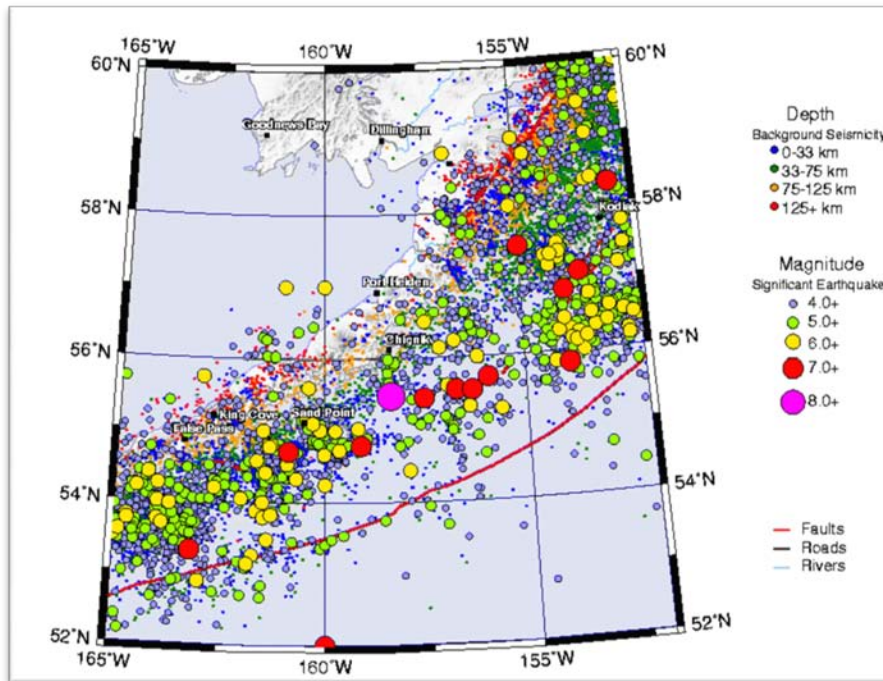 165°W 160°W 155°W
60°N 60°N
Goodnews Bay
Dillingham
58°N 58°N
Kodiak
Port Heiden
56°N 56°N
Chignik
King Cove Sand Point
False Pass
54°N 54°N
52°N 52°N
165°W 160°W 155°W
Depth
Background Seismicity
0-33 km
33-75 km
75-125 km
125+ km
Magnitude
Significant Earthquake
4.0+
5.0+
6.0+
7.0+
8.0+
Faults
Roads
Rivers